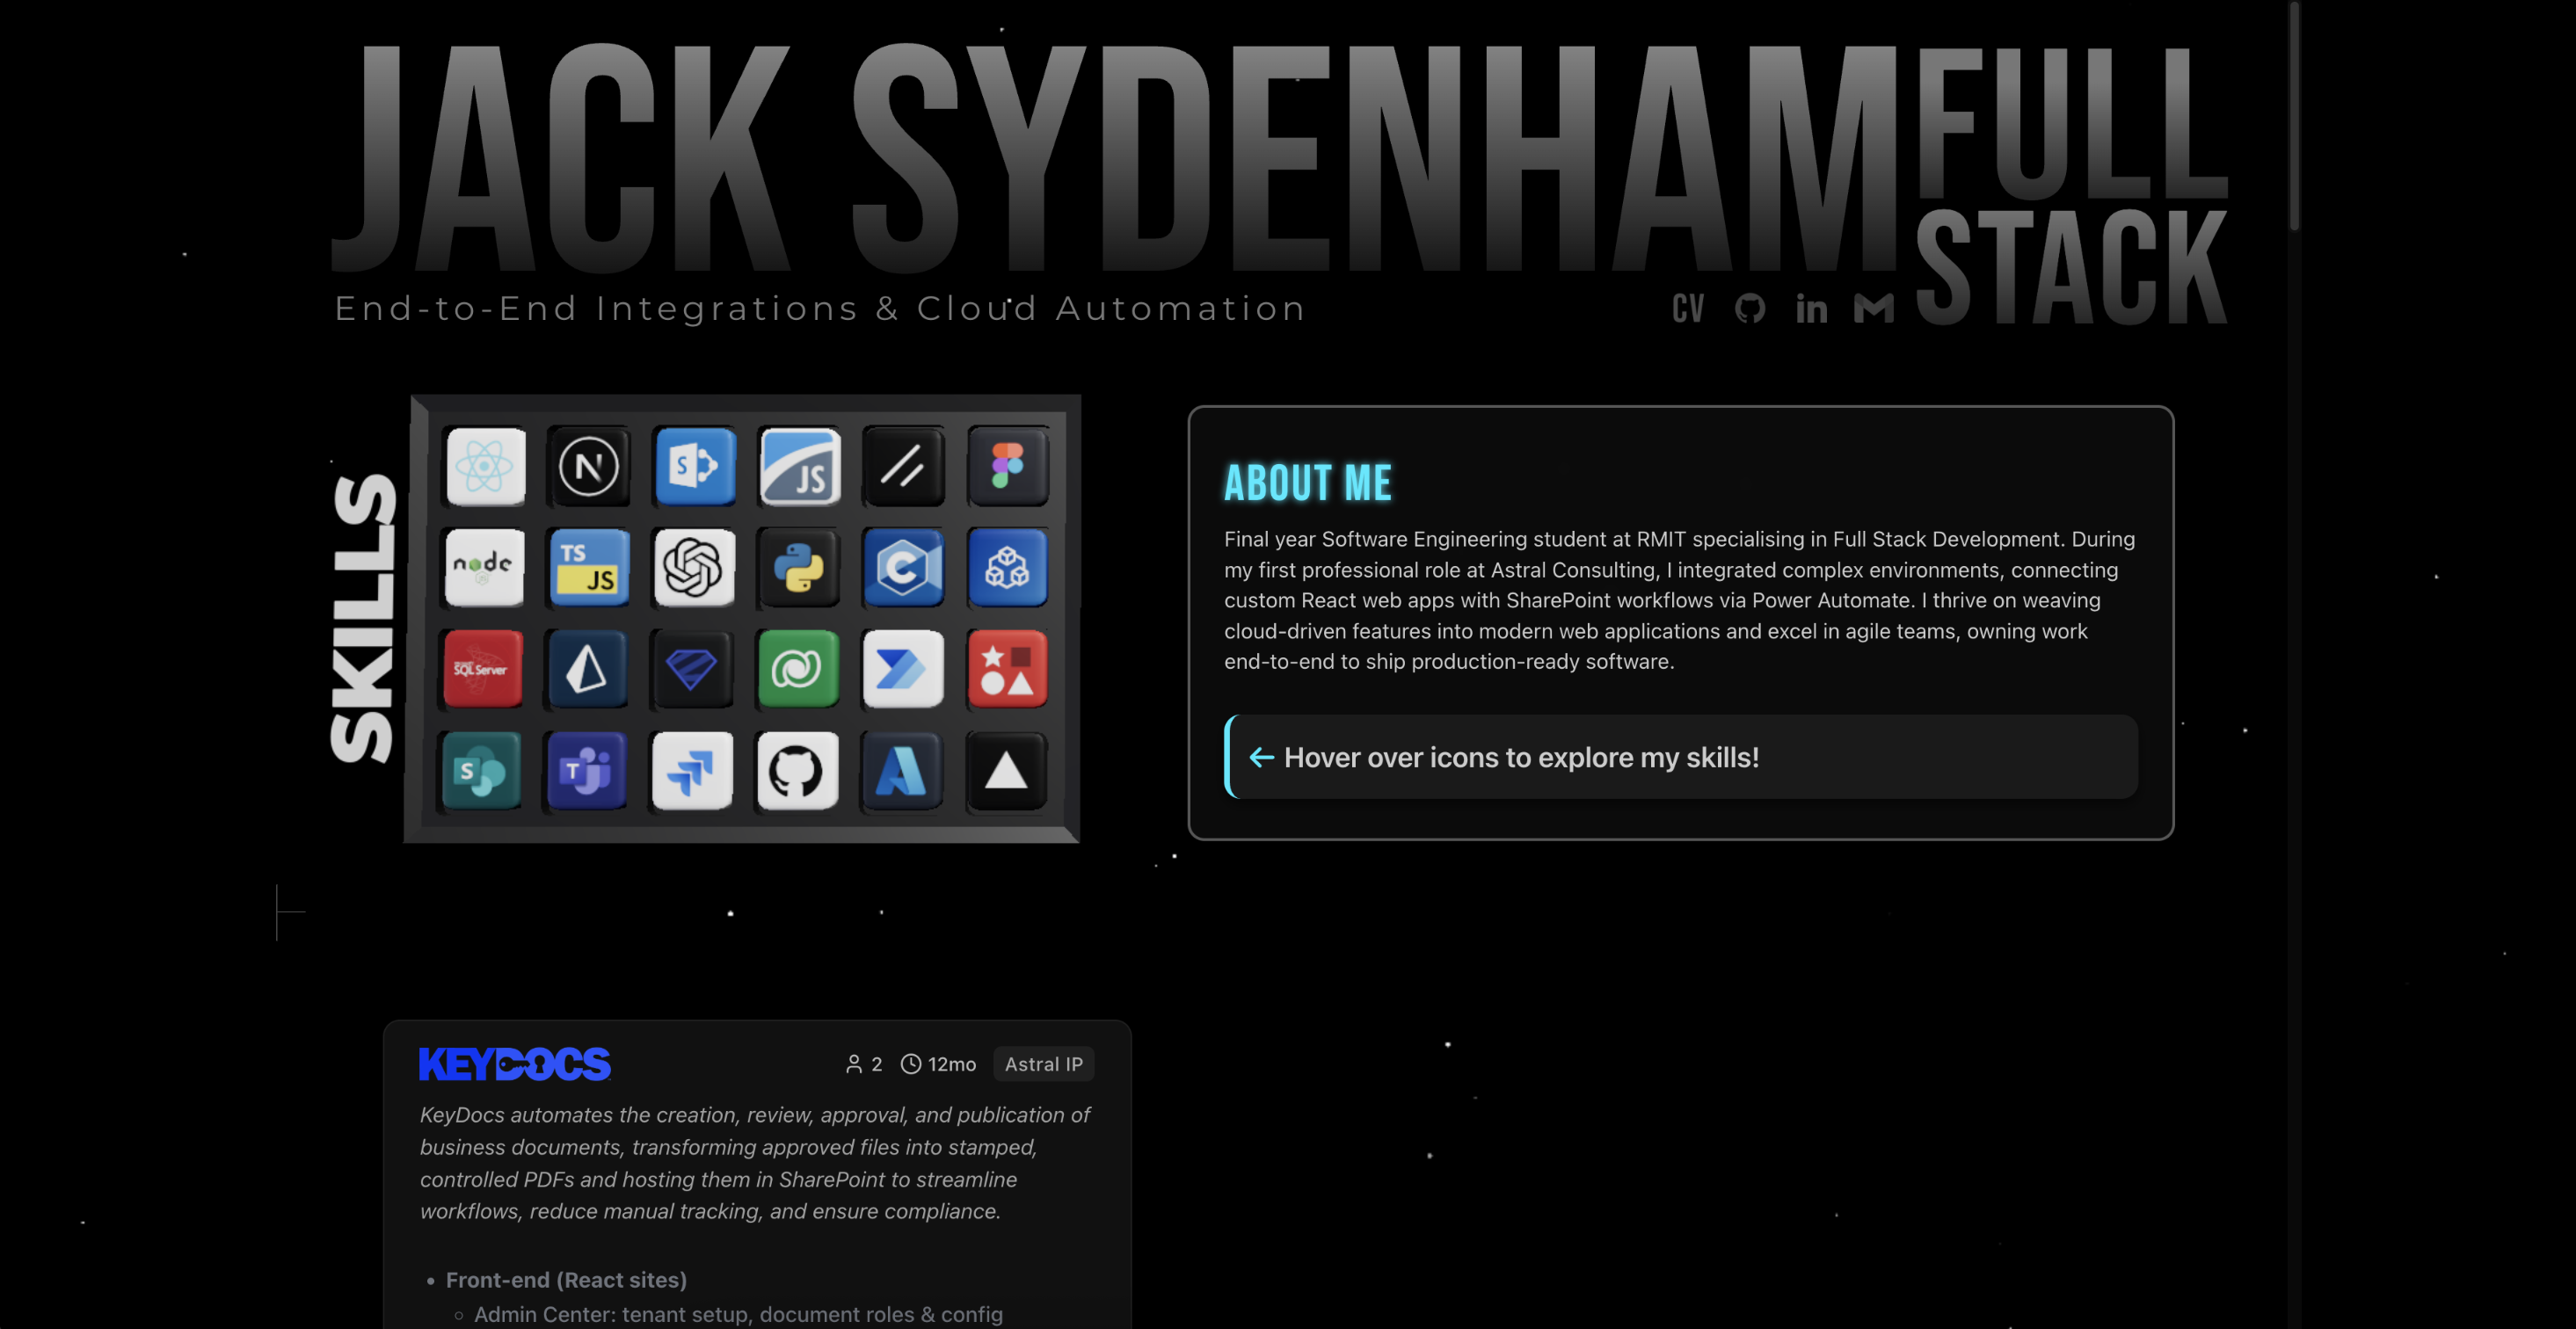 JACK SYDENHAM
FULL
STACK
End-to-End Integrations & Cloud Automation
CV
in
SKILLS
N
S
JS
node
JS
TS
JS
C
SQL Server
S
T
ABOUT ME
Final year Software Engineering student at RMIT specialising in Full Stack Development. During
my first professional role at Astral Consulting, I integrated complex environments, connecting
custom React web apps with SharePoint workflows via Power Automate. I thrive on weaving
cloud-driven features into modern web applications and excel in agile teams, owning work
end-to-end to ship production-ready software.
← Hover over icons to explore my skills!
KEYDOCS
2
12mo
Astral IP
KeyDocs automates the creation, review, approval, and publication of
business documents, transforming approved files into stamped,
controlled PDFs and hosting them in SharePoint to streamline
workflows, reduce manual tracking, and ensure compliance.
• Front-end (React sites)
○ Admin Center: tenant setup, document roles & config